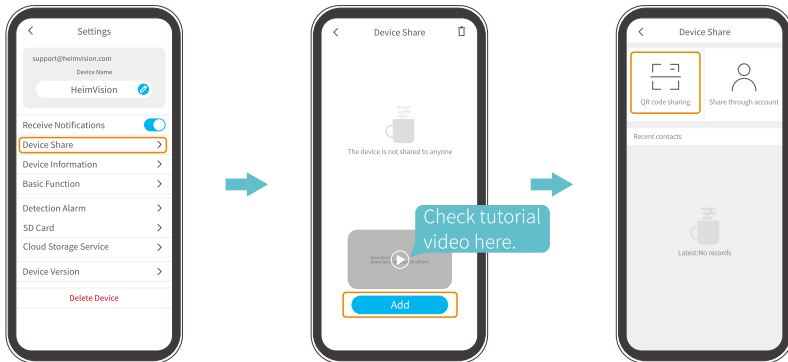 Settings
support@heimvision.com
Device Name
HeimVision
Receive Notifications
Device Share
Device Information
Basic Function
Detection Alarm
SD Card
Cloud Storage Service
Device Version
Delete Device
Device Share
The device is not shared to anyone
Check tutorial
video here.
Add
Device Share
QR code sharing
Share through account
Recent contacts
Latest:No records